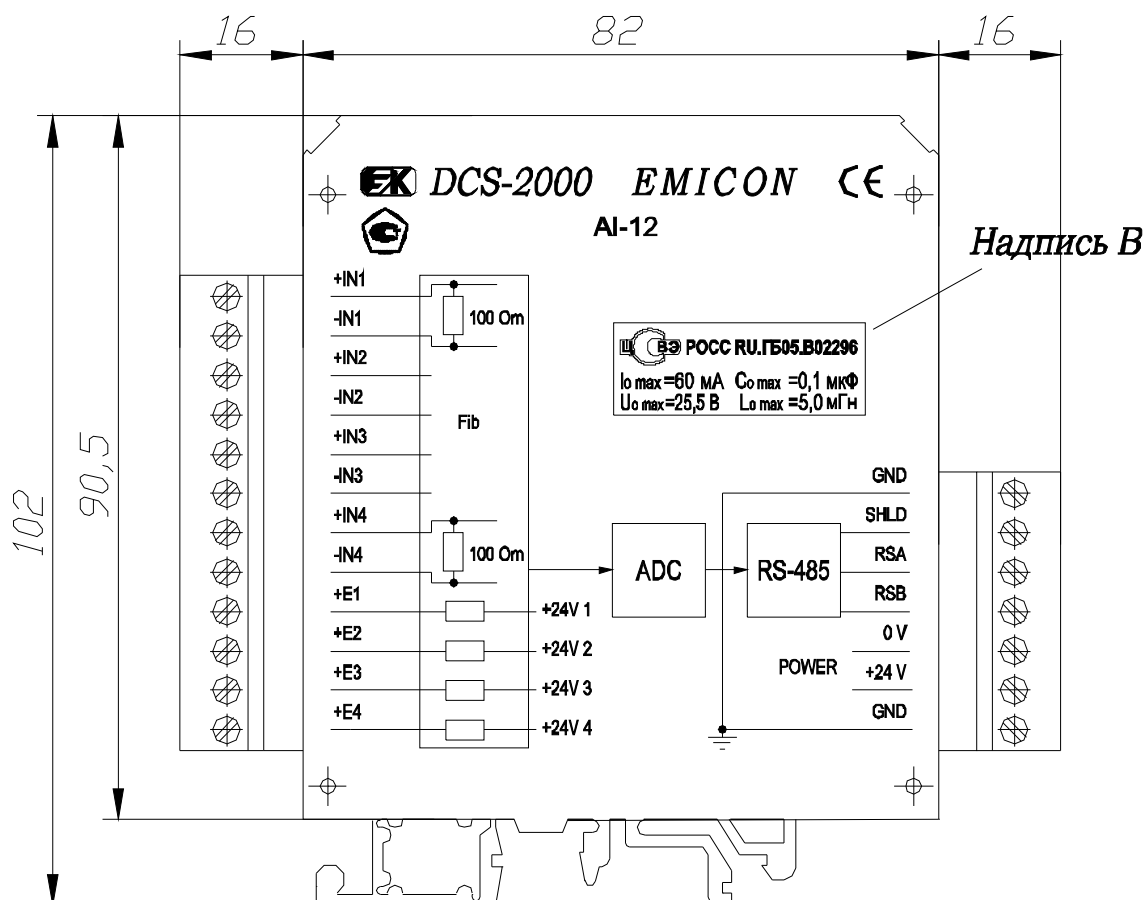 16 82 16
EK DCS-2000 EMICON CE
AI-12
Надпись В
+IN1
-IN1
100 Om
+IN2
-IN2
Fib
+IN3
-IN3
+IN4
-IN4
100 Om
+E1
+24V 1
+E2
+24V 2
+E3
+24V 3
+E4
+24V 4
Ц ВЭ РОСС RU.ГБ05.В02296
Io max =60 мА Co max =0,1 мкФ
Uo max =25,5 В Lo max =5,0 мГн
ADC
RS-485
GND
SHLD
RSA
RSB
0 V
POWER
+24 V
GND
102
90,5